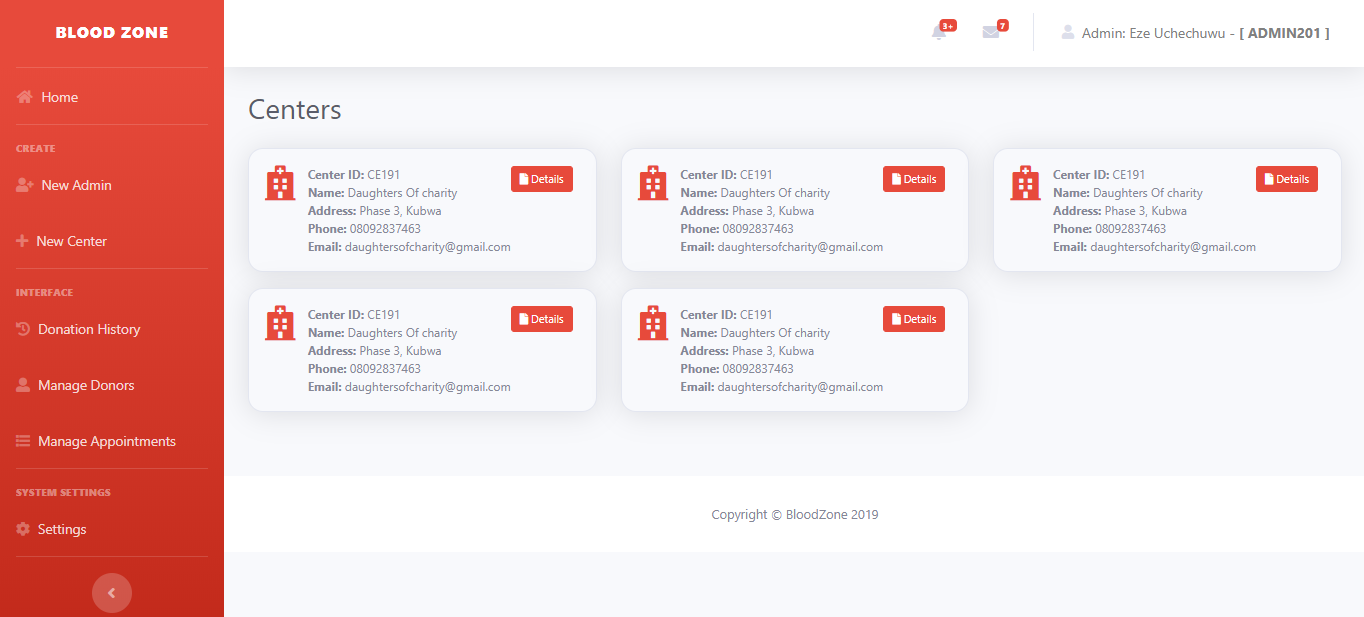 BLOOD ZONE
3+
7
Admin: Eze Uchechuwu - [ ADMIN201 ]
Home
CREATE
New Admin
New Center
INTERFACE
Donation History
Manage Donors
Manage Appointments
SYSTEM SETTINGS
Settings
Centers
Center ID: CE191
Name: Daughters Of charity
Address: Phase 3, Kubwa
Phone: 08092837463
Email: daughtersofcharity@gmail.com
Details
Center ID: CE191
Name: Daughters Of charity
Address: Phase 3, Kubwa
Phone: 08092837463
Email: daughtersofcharity@gmail.com
Details
Center ID: CE191
Name: Daughters Of charity
Address: Phase 3, Kubwa
Phone: 08092837463
Email: daughtersofcharity@gmail.com
Details
Center ID: CE191
Name: Daughters Of charity
Address: Phase 3, Kubwa
Phone: 08092837463
Email: daughtersofcharity@gmail.com
Details
Center ID: CE191
Name: Daughters Of charity
Address: Phase 3, Kubwa
Phone: 08092837463
Email: daughtersofcharity@gmail.com
Details
Copyright © BloodZone 2019